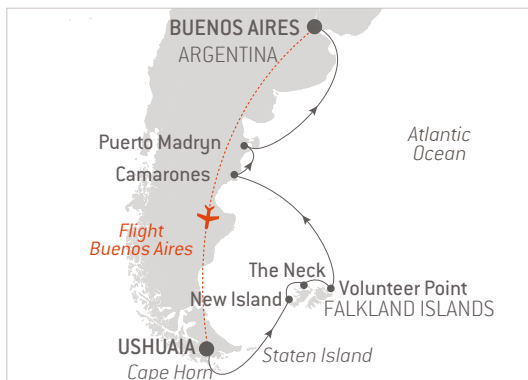 BUENOS AIRES
ARGENTINA
Puerto Madryn
Atlantic
Ocean
Camarones
Flight
Buenos Aires
The Neck
Volunteer Point
New Island
FALKLAND ISLANDS
USHUAIA
Staten Island
Cape Horn